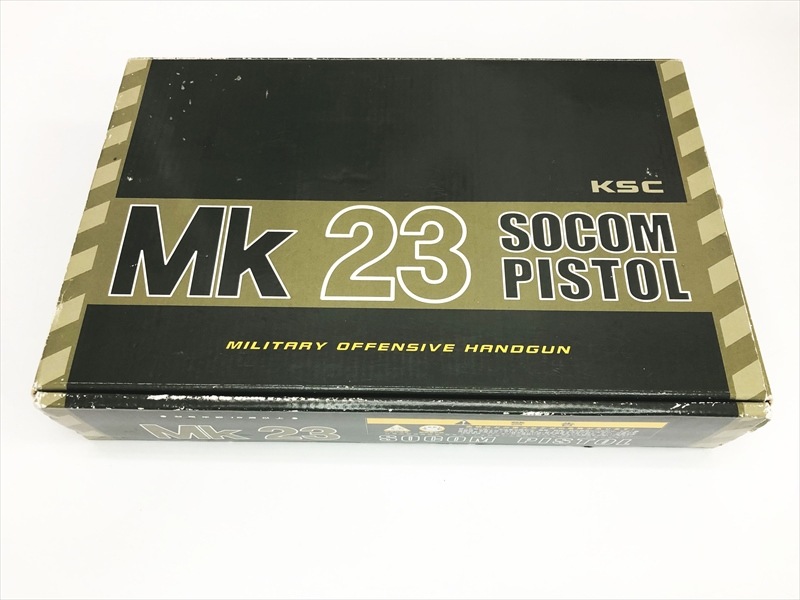 KSC
Mk 23 SOCOM
PISTOL
MILITARY OFFENSIVE HANDGUN
Mk 23 SOCOM PISTOL